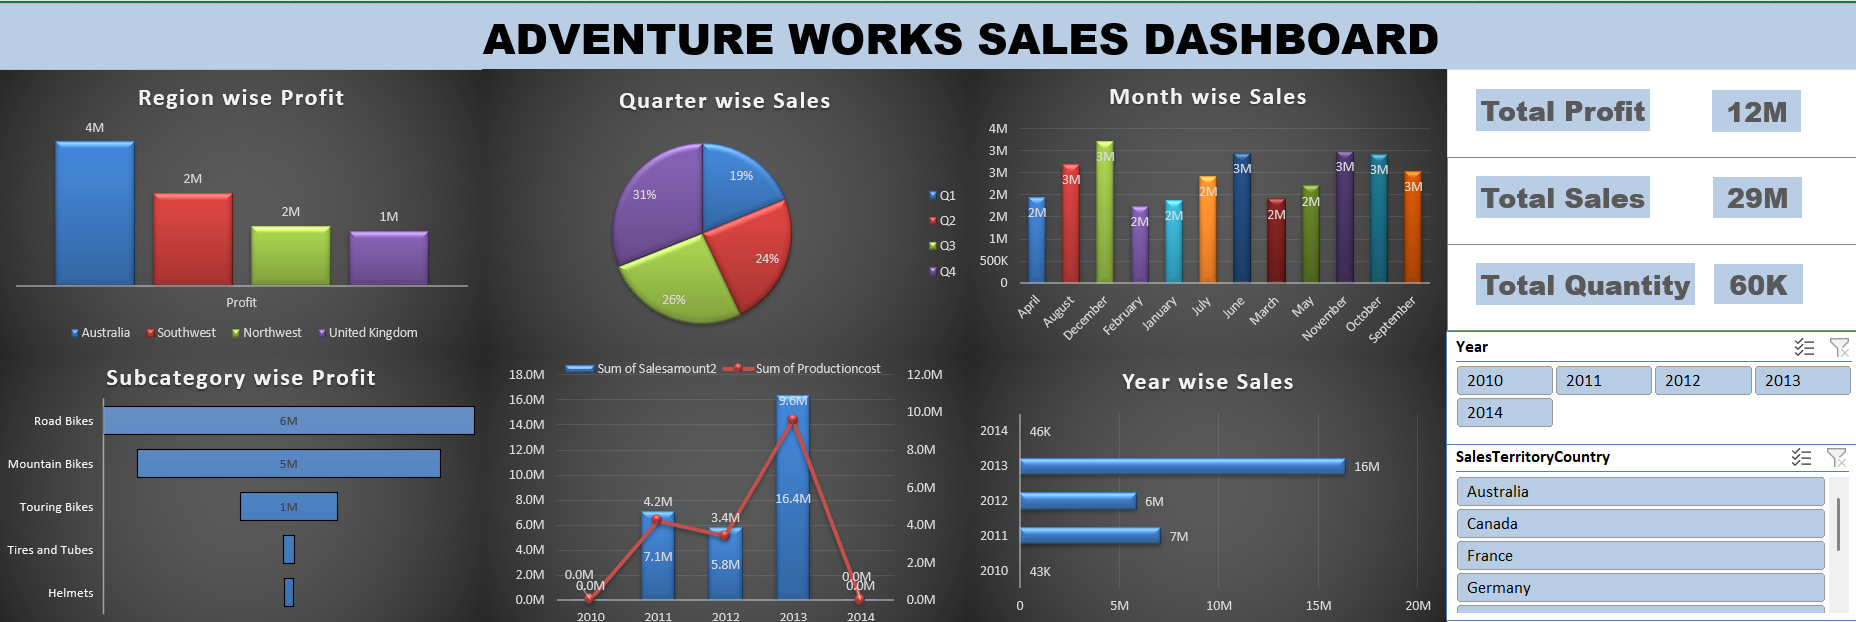 ADVENTURE WORKS SALES DASHBOARD
Region wise Profit
4M
2M
2M
1M
Profit
Australia Southwest Northwest United Kingdom
Quarter wise Sales
19%
24%
26%
31%
Q1
Q2
Q3
Q4
Month wise Sales
4M
3M
3M
2M
2M
1M
500K
0
2M 3M 3M 2M 2M 2M 3M 2M 2M 3M 3M 3M
April August December February January July June March May November October September
Total Profit 12M
Total Sales 29M
Total Quantity 60K
Subcategory wise Profit
Road Bikes 6M
Mountain Bikes 5M
Touring Bikes 1M
Tires and Tubes
Helmets
Sum of Salesamount2 Sum of Productioncost
18.0M
16.0M
14.0M
12.0M
10.0M
8.0M
6.0M
4.0M
2.0M
0.0M
0.0M 4.2M 3.4M 9.6M 0.0M
0.0M 7.1M 5.8M 16.4M 0.0M
12.0M
10.0M
8.0M
6.0M
4.0M
2.0M
0.0M
2010 2011 2012 2013 2014
Year wise Sales
2014 46K
2013 16M
2012 6M
2011 7M
2010 43K
0 5M 10M 15M 20M
Year
2010 2011 2012 2013
2014
SalesTerritoryCountry
Australia
Canada
France
Germany